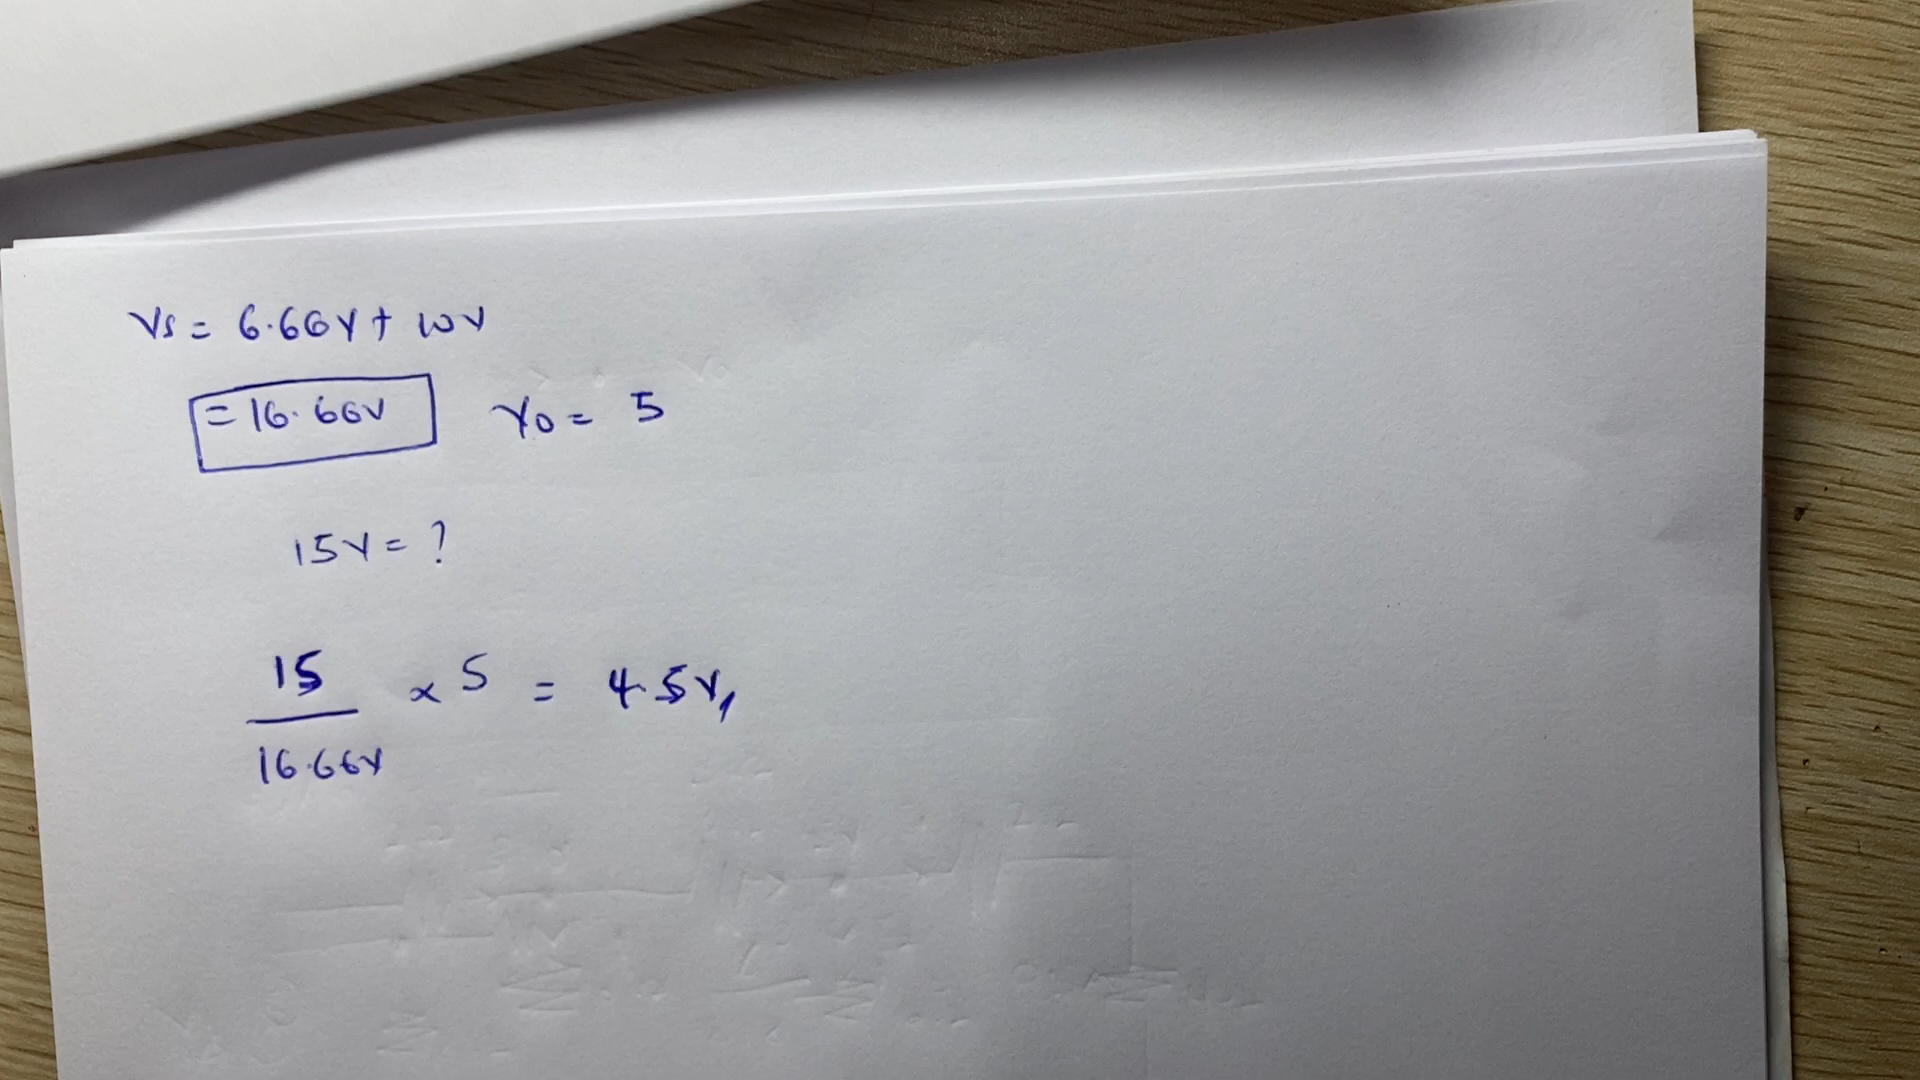 Vs = 6.66V + 10V
= 16.66V Vo = 5
15V = ?
15
— × 5 = 4.5V,
16.66V